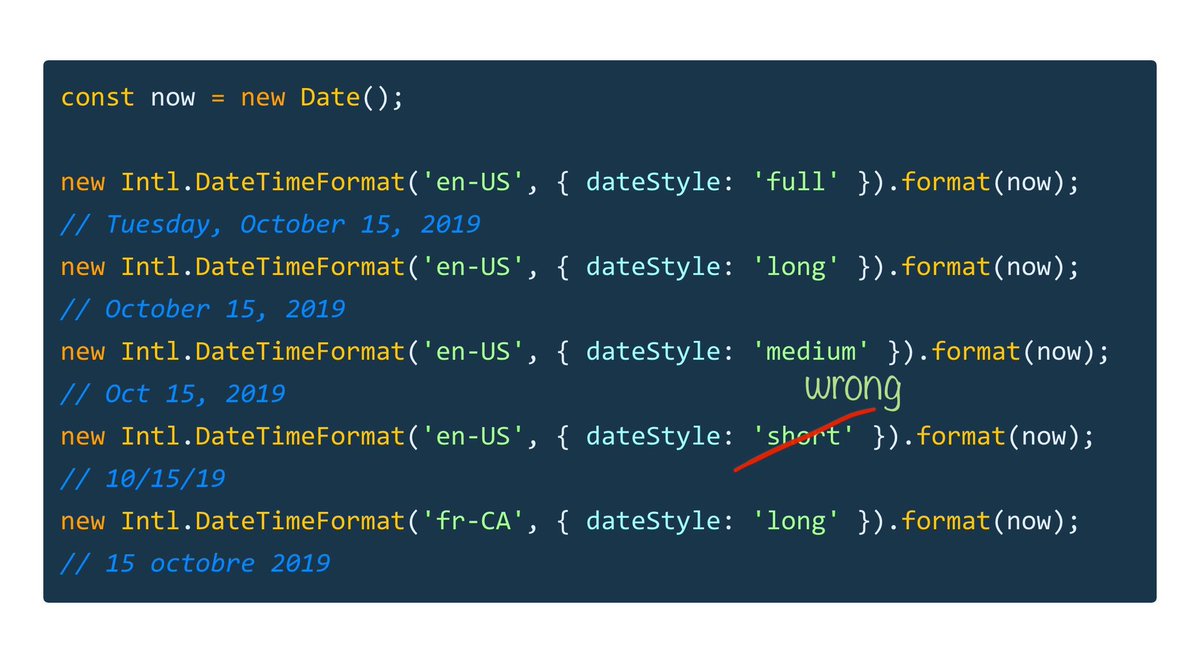 const now = new Date();
new Intl.DateTimeFormat('en-US', { dateStyle: 'full' }).format(now);
// Tuesday, October 15, 2019
new Intl.DateTimeFormat('en-US', { dateStyle: 'long' }).format(now);
// October 15, 2019
new Intl.DateTimeFormat('en-US', { dateStyle: 'medium' }).format(now);
// Oct 15, 2019
wrong
new Intl.DateTimeFormat('en-US', { dateStyle: 'short' }).format(now);
// 10/15/19
new Intl.DateTimeFormat('fr-CA', { dateStyle: 'long' }).format(now);
// 15 octobre 2019